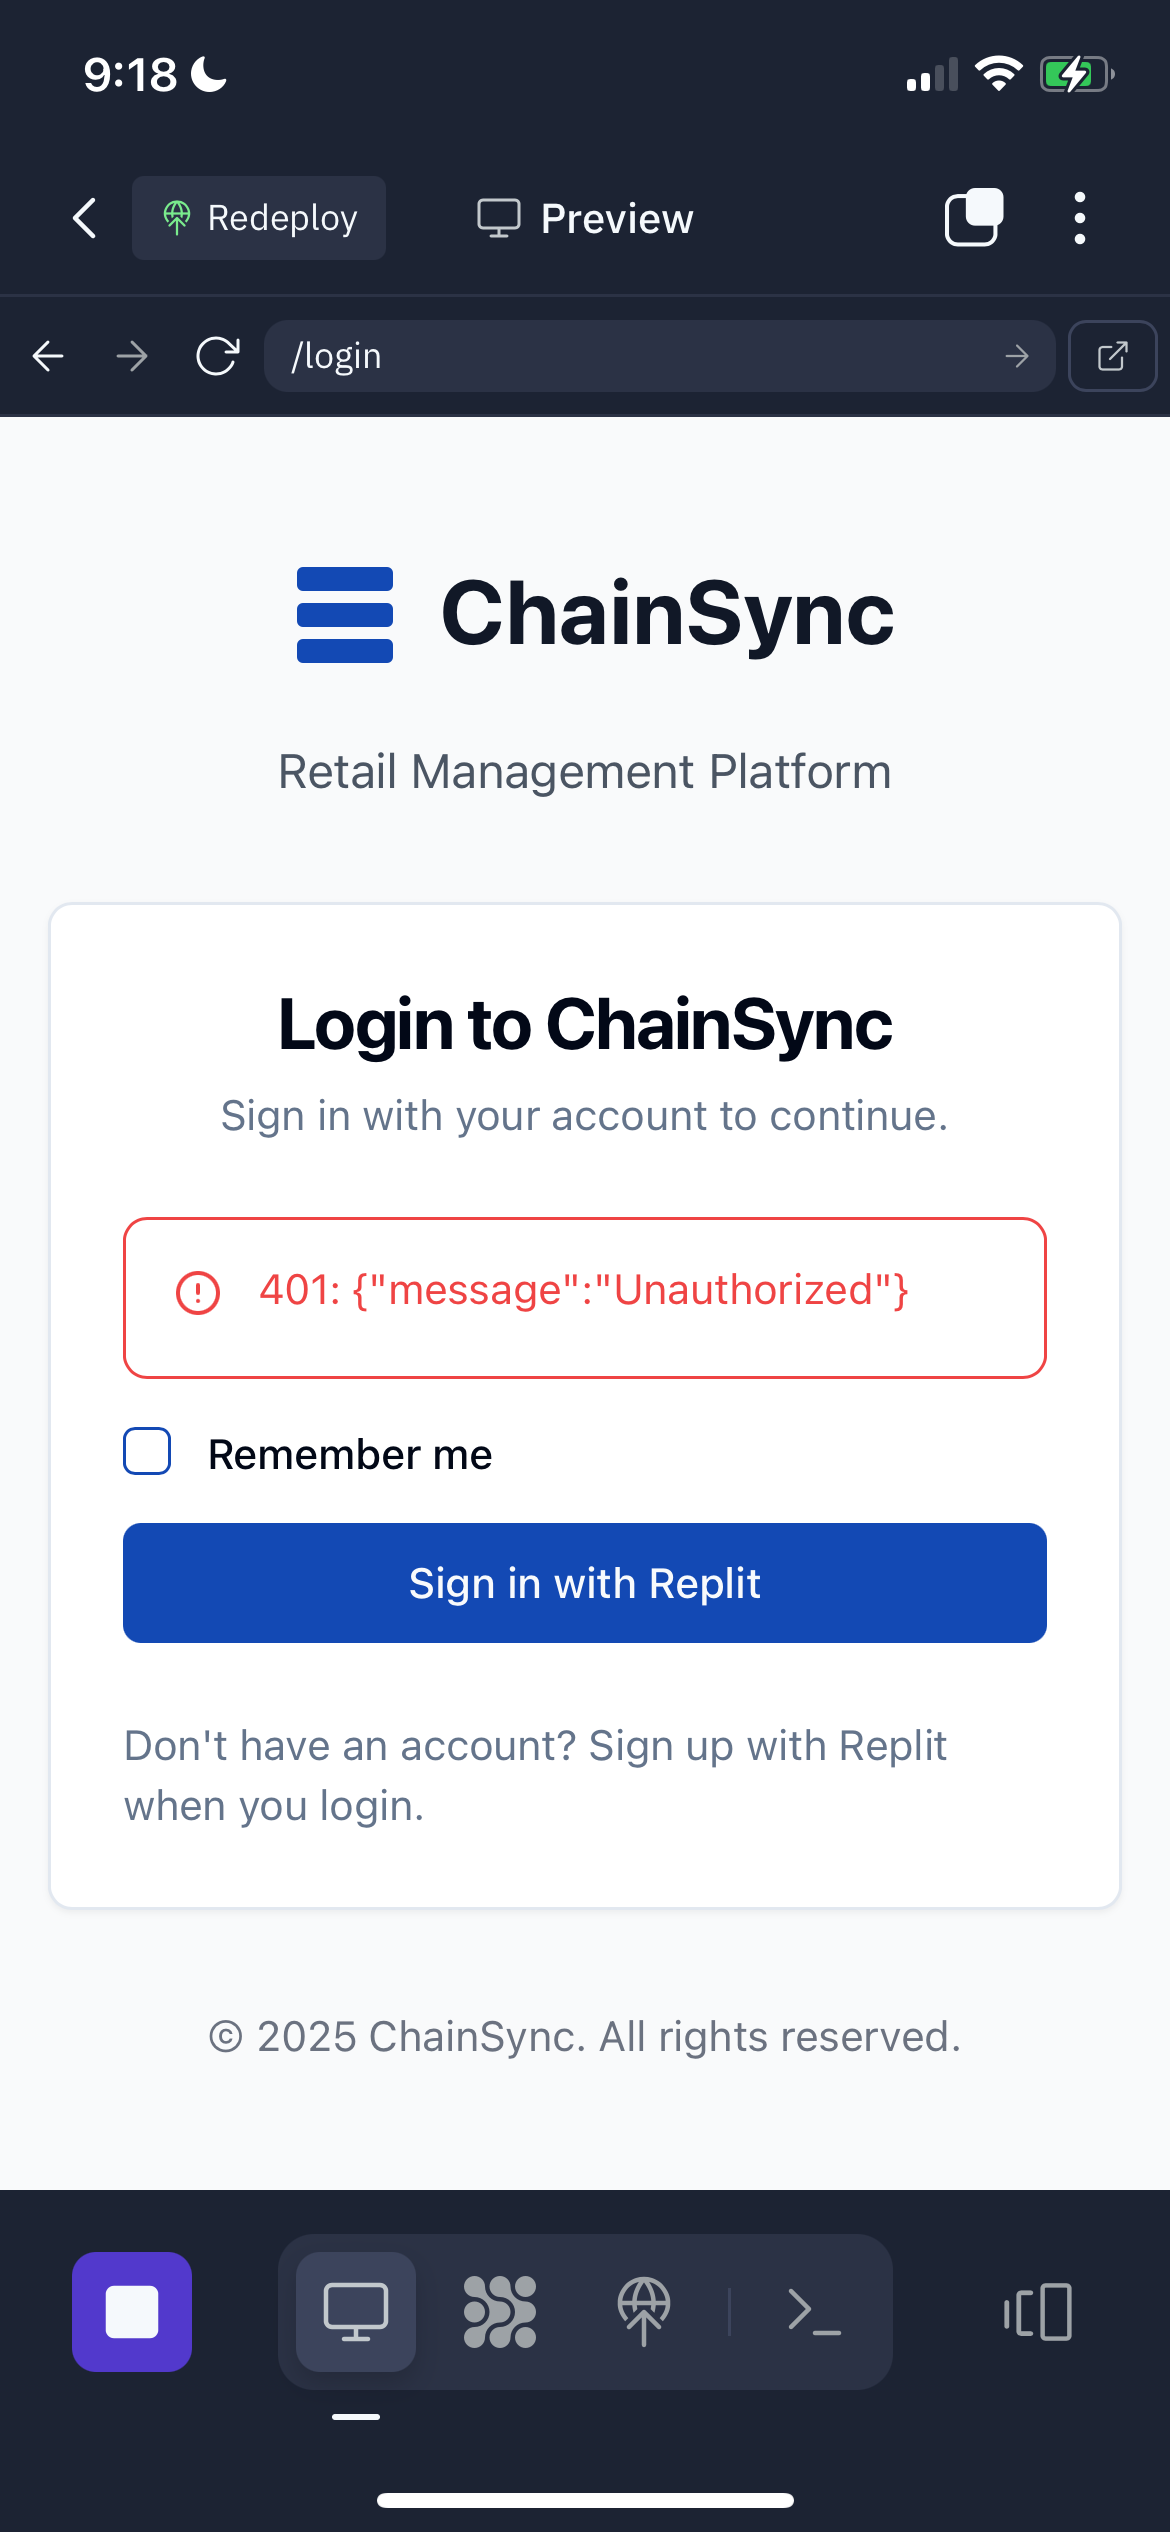 9:18
Redeploy
Preview
/login
ChainSync
Retail Management Platform
Login to ChainSync
Sign in with your account to continue.
401: {"message":"Unauthorized"}
Remember me
Sign in with Replit
Don't have an account? Sign up with Replit
when you login.
© 2025 ChainSync. All rights reserved.